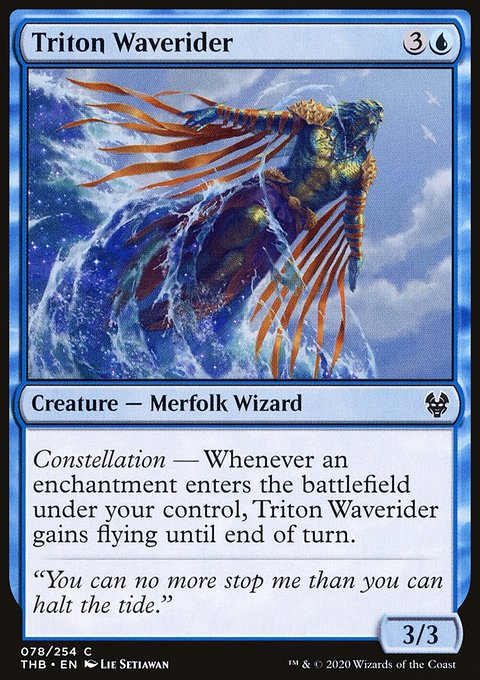 Triton Waverider 3
Creature — Merfolk Wizard
Constellation — Whenever an
enchantment enters the battlefield
under your control, Triton Waverider
gains flying until end of turn.
“You can no more stop me than you can
halt the tide.”
3/3
078/254 C
THB • EN Lie Setiawan
™ & © 2020 Wizards of the Coast